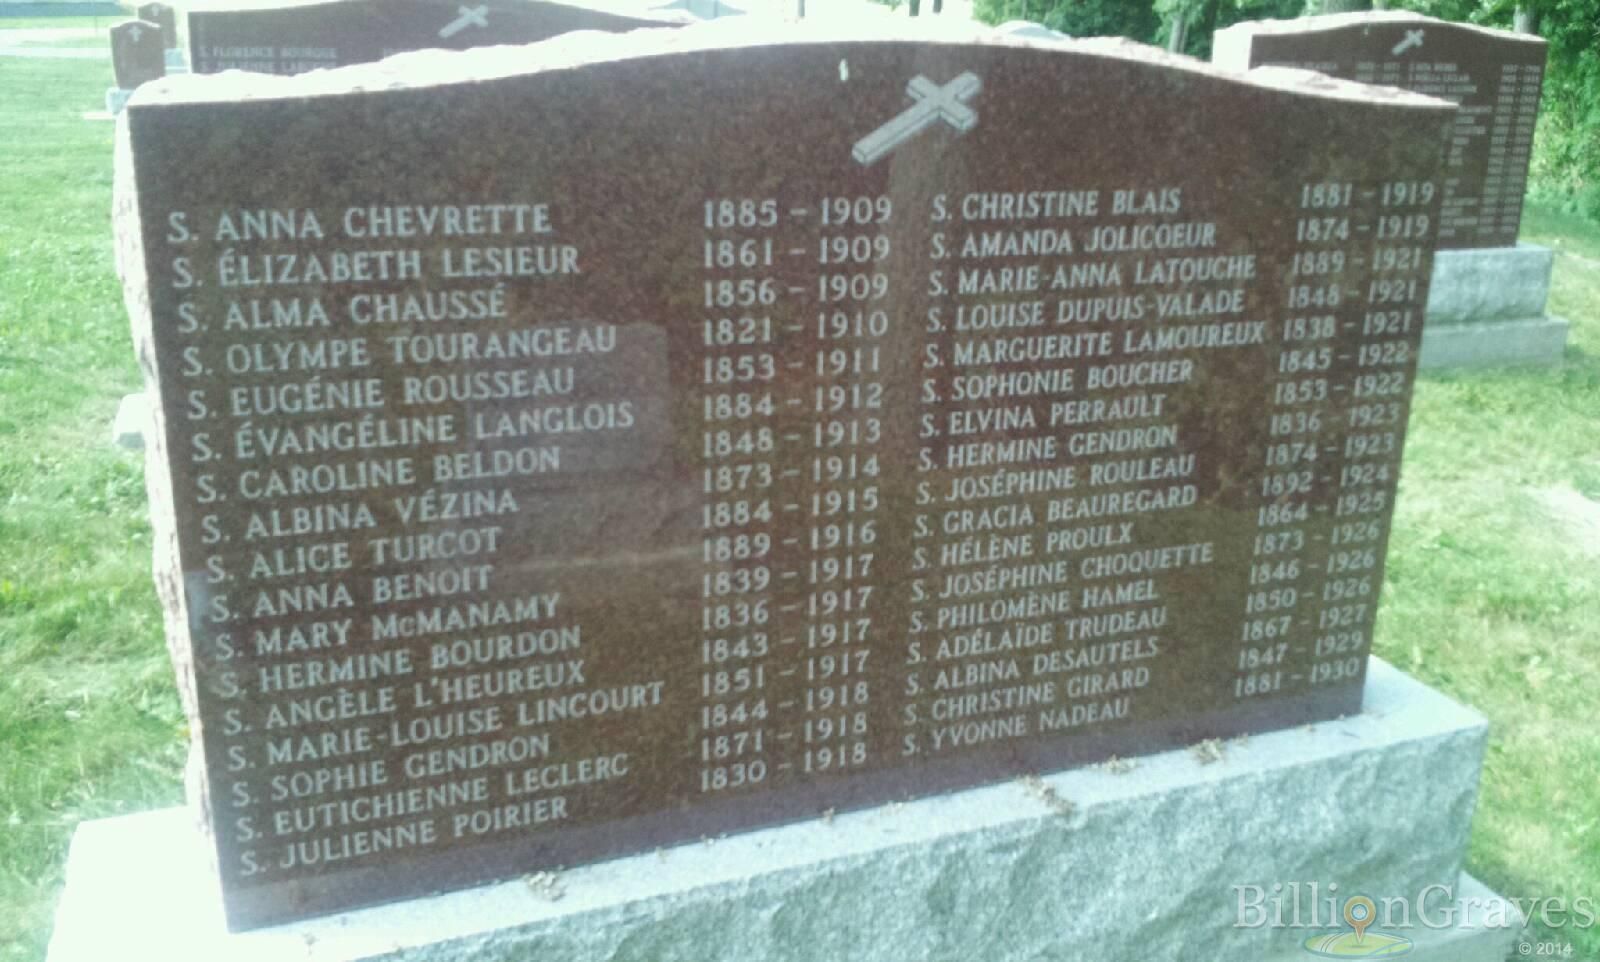 S. FLORENCE BOURQUE
S. ANNA CHEVRETTE 1885 - 1909
S. ÉLIZABETH LESIEUR 1861 - 1909
S. ALMA CHAUSSÉ 1856 - 1909
S. OLYMPE TOURANGEAU 1821 - 1910
S. EUGÉNIE ROUSSEAU 1853 - 1911
S. ÉVANGÉLINE LANGLOIS 1884 - 1912
S. CAROLINE BELDON 1848 - 1913
S. ALBINA VÉZINA 1873 - 1914
S. ALICE TURCOT 1884 - 1915
S. ANNA BENOIT 1889 - 1916
S. MARY McMANAMY 1839 - 1917
S. HERMINE BOURDON 1836 - 1917
S. ANGÈLE L'HEUREUX 1843 - 1917
S. MARIE-LOUISE LINCOURT 1851 - 1917
S. SOPHIE GENDRON 1844 - 1918
S. EUTICHIENNE LECLERC 1871 - 1918
S. JULIENNE POIRIER 1830 - 1918
S. CHRISTINE BLAIS 1881 - 1919
S. AMANDA JOLICOEUR 1874 - 1919
S. MARIE-ANNA LATOUCHE 1889 - 1921
S. LOUISE DUPUIS-VALADE 1848 - 1921
S. MARGUERITE LAMOUREUX 1838 - 1921
S. SOPHONIE BOUCHER 1845 - 1922
S. ELVINA PERRAULT 1853 - 1922
S. HERMINE GENDRON 1836 - 1923
S. JOSÉPHINE ROULEAU 1874 - 1923
S. GRACIA BEAUREGARD 1892 - 1924
S. HÉLÈNE PROULX 1864 - 1925
S. JOSÉPHINE CHOQUETTE 1873 - 1926
S. PHILOMÈNE HAMEL 1846 - 1926
S. ADÉLAÏDE TRUDEAU 1850 - 1926
S. ALBINA DESAUTELS 1867 - 1927
S. CHRISTINE GIRARD 1847 - 1929
S. YVONNE NADEAU 1881 - 1930
BillionGraves
© 2014